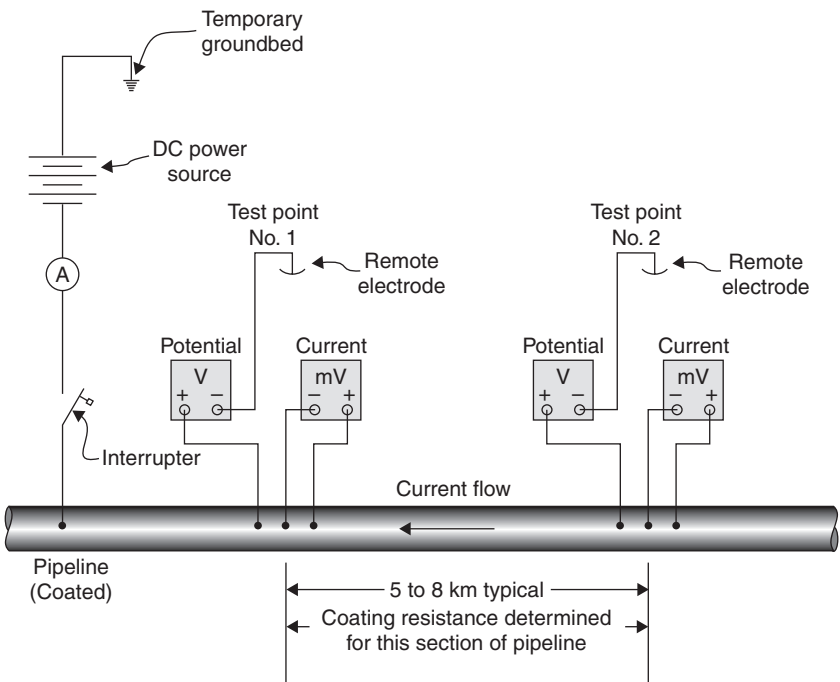 Temporary
groundbed
DC power
source
A
Interrupter
Test point
No. 1
Remote
electrode
Potential
V
+ −
Current
mV
− +
Test point
No. 2
Remote
electrode
Potential
V
+ −
Current
mV
− +
Current flow
Pipeline
(Coated)
5 to 8 km typical
Coating resistance determined
for this section of pipeline